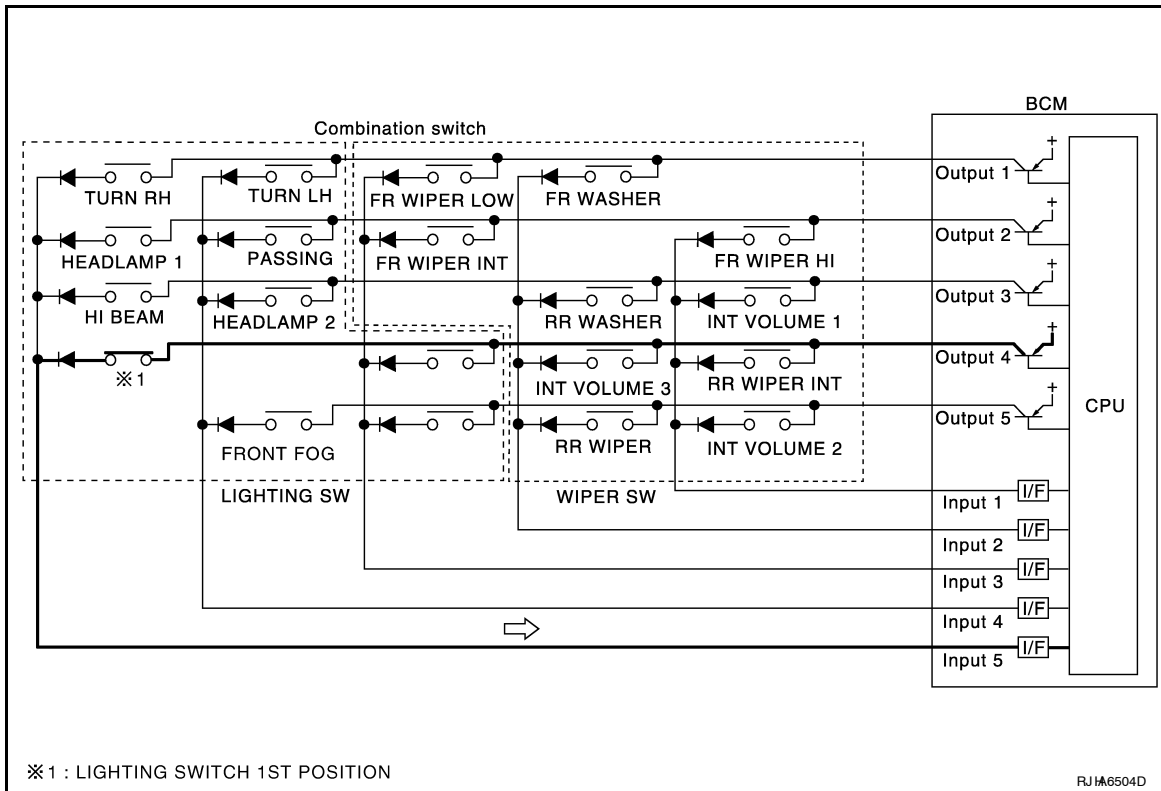 BCM
Combination switch
TURN RH
TURN LH
FR WIPER LOW
FR WASHER
Output 1
+
HEADLAMP 1
PASSING
FR WIPER INT
FR WIPER HI
Output 2
+
HI BEAM
HEADLAMP 2
RR WASHER
INT VOLUME 1
Output 3
+
※1
INT VOLUME 3
RR WIPER INT
Output 4
+
FRONT FOG
RR WIPER
INT VOLUME 2
Output 5
+
CPU
LIGHTING SW
WIPER SW
Input 1
I/F
Input 2
I/F
Input 3
I/F
Input 4
I/F
Input 5
I/F
※1 : LIGHTING SWITCH 1ST POSITION